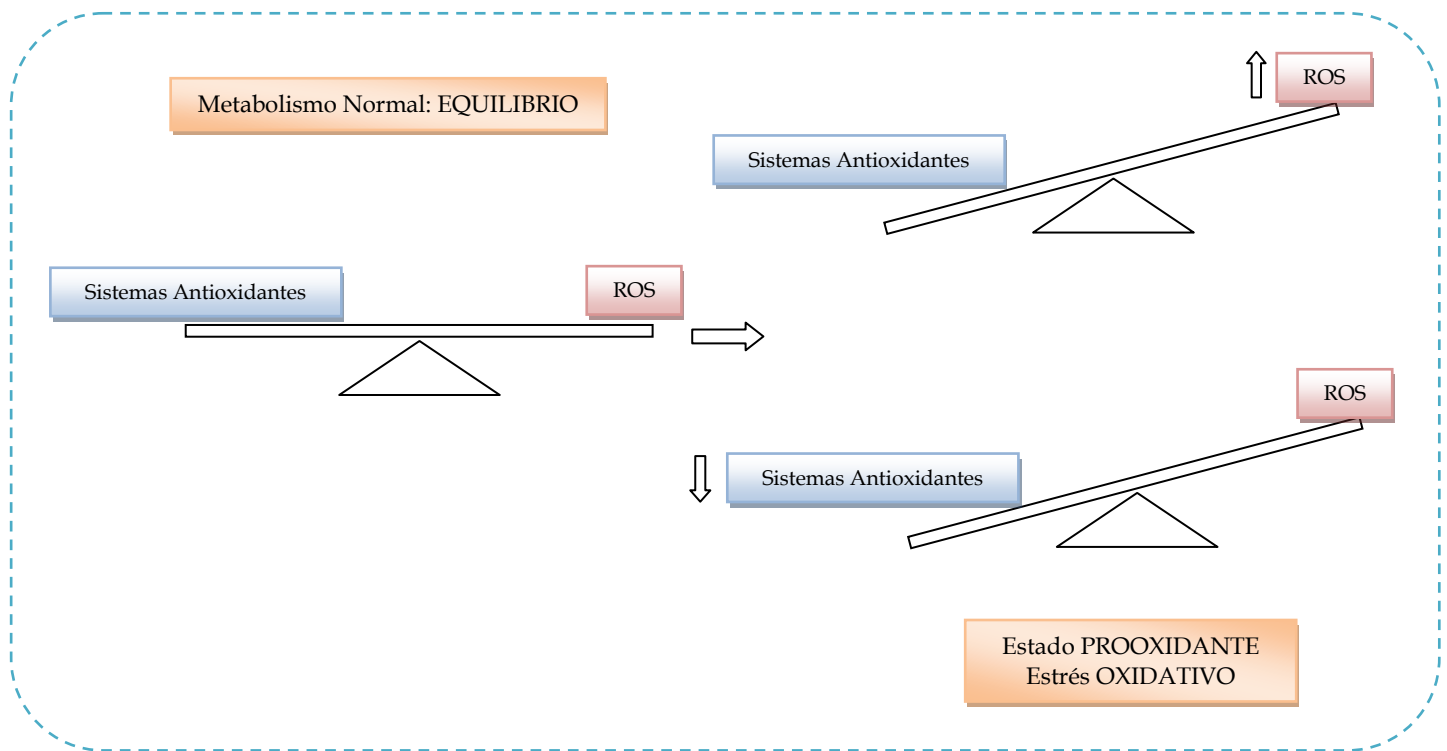 Metabolismo Normal: EQUILIBRIO
Sistemas Antioxidantes
ROS
ROS
Sistemas Antioxidantes
ROS
Sistemas Antioxidantes
Estado PROOXIDANTE
Estrés OXIDATIVO